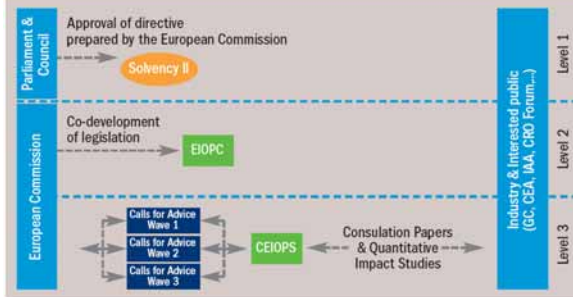 Parliament &
Council
Approval of directive
prepared by the European Commission
Solvency II
Level 1
European Commission
Co-development
of legislation
EIOPC
Level 2
Calls for Advice
Wave 1
Calls for Advice
Wave 2
Calls for Advice
Wave 3
CEIOPS
Consulation Papers
& Quantitative
Impact Studies
Level 3
Industry & Interested public
(GC, CEA, IAA, CRO Forum,...)